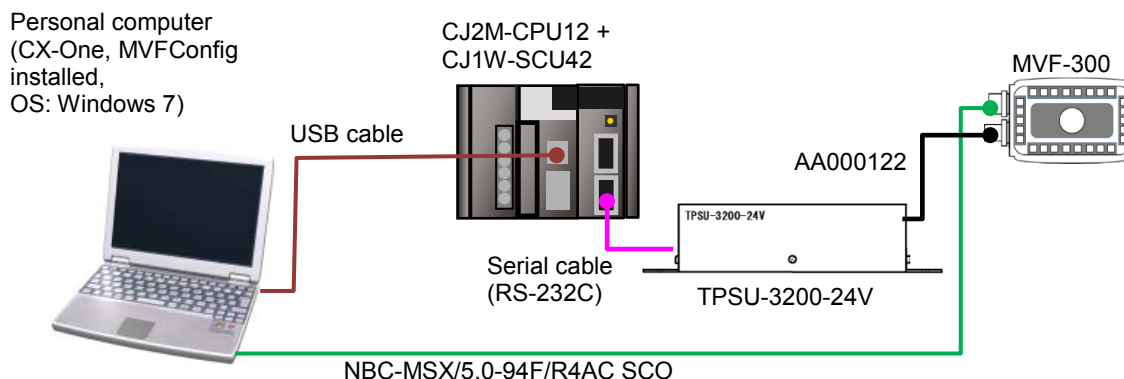 Personal computer
(CX-One, MVFConfig
installed,
OS: Windows 7)
CJ2M-CPU12 +
CJ1W-SCU42
MVF-300
USB cable
AA000122
TPSU-3200-24V
Serial cable
(RS-232C)
TPSU-3200-24V
NBC-MSX/5.0-94F/R4AC SCO